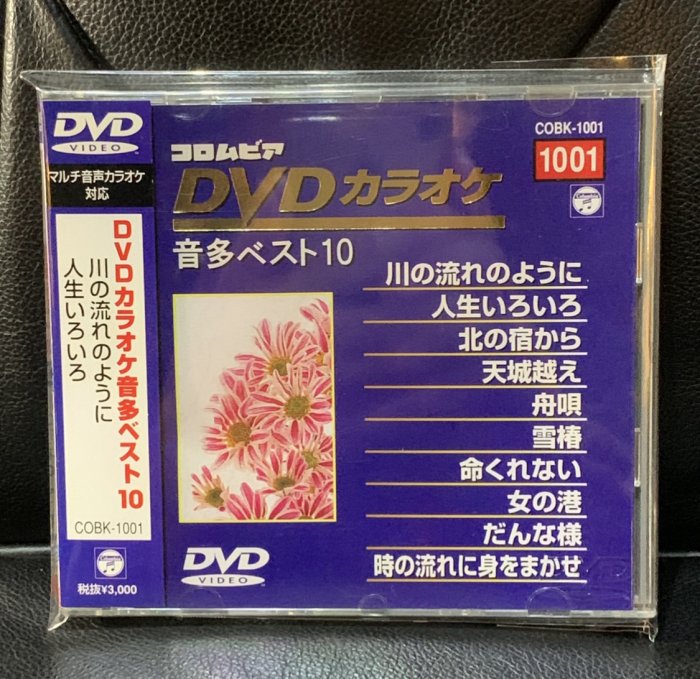 DVD
VIDEO
マルチ音声カラオケ
対応
DVDカラオケ音多ベスト10
川の流れのように
人生いろいろ
COBK-1001
Columbia
税抜¥3,000
コロムビア
DVDカラオケ
音多ベスト10
COBK-1001
1001
Columbia
川の流れのように
人生いろいろ
北の宿から
天城越え
舟唄
雪椿
命くれない
女の港
だんな様
時の流れに身をまかせ
DVD
VIDEO